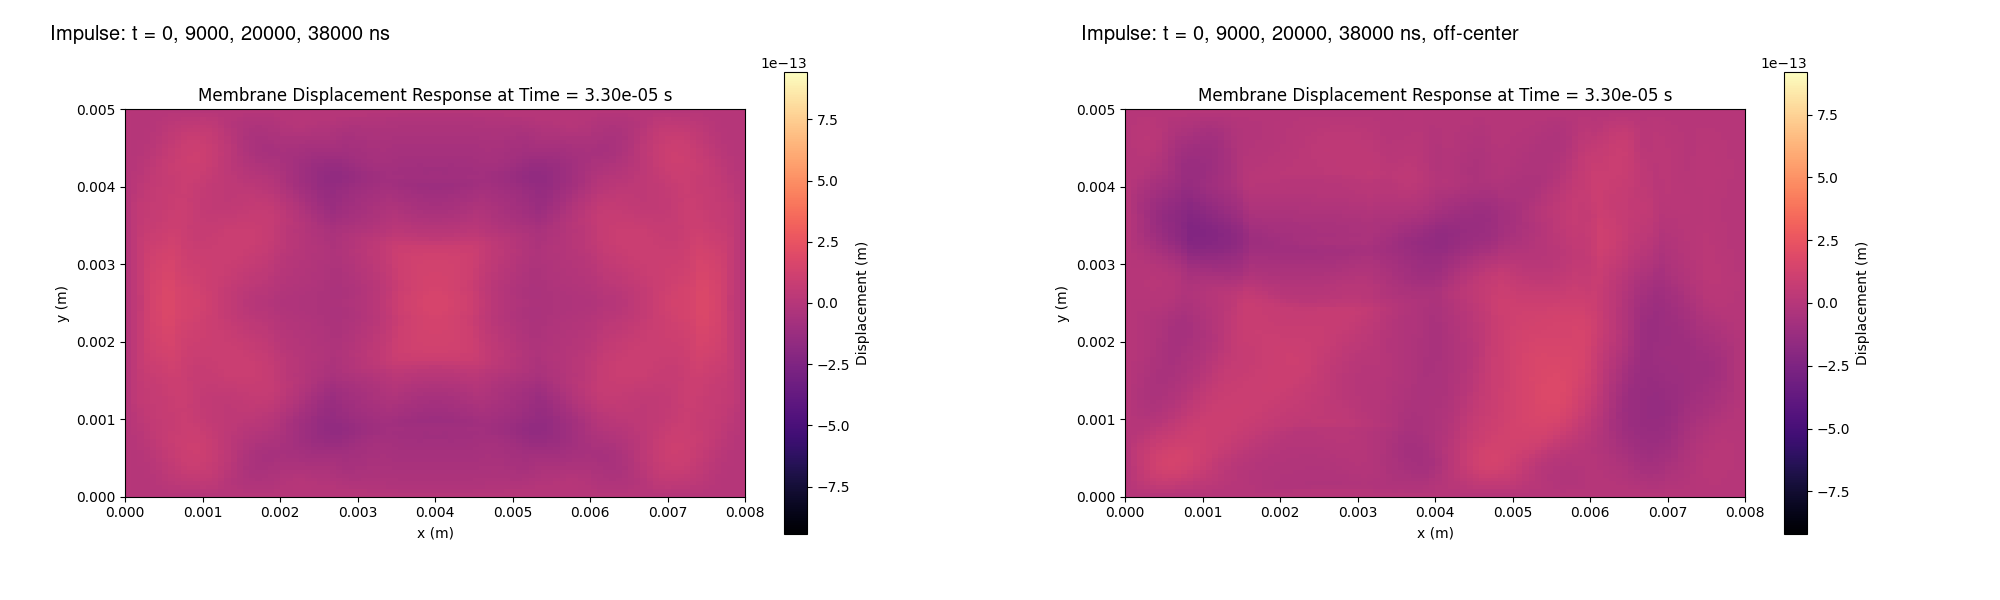 Impulse: t = 0, 9000, 20000, 38000 ns
1e−13
Membrane Displacement Response at Time = 3.30e-05 s
0.005
0.004
0.003
0.002
0.001
0.000
y (m)
0.000 0.001 0.002 0.003 0.004 0.005 0.006 0.007 0.008
x (m)
7.5
5.0
2.5
0.0
−2.5
−5.0
−7.5
Displacement (m)
Impulse: t = 0, 9000, 20000, 38000 ns, off-center
1e−13
Membrane Displacement Response at Time = 3.30e-05 s
0.005
0.004
0.003
0.002
0.001
0.000
y (m)
0.000 0.001 0.002 0.003 0.004 0.005 0.006 0.007 0.008
x (m)
7.5
5.0
2.5
0.0
−2.5
−5.0
−7.5
Displacement (m)